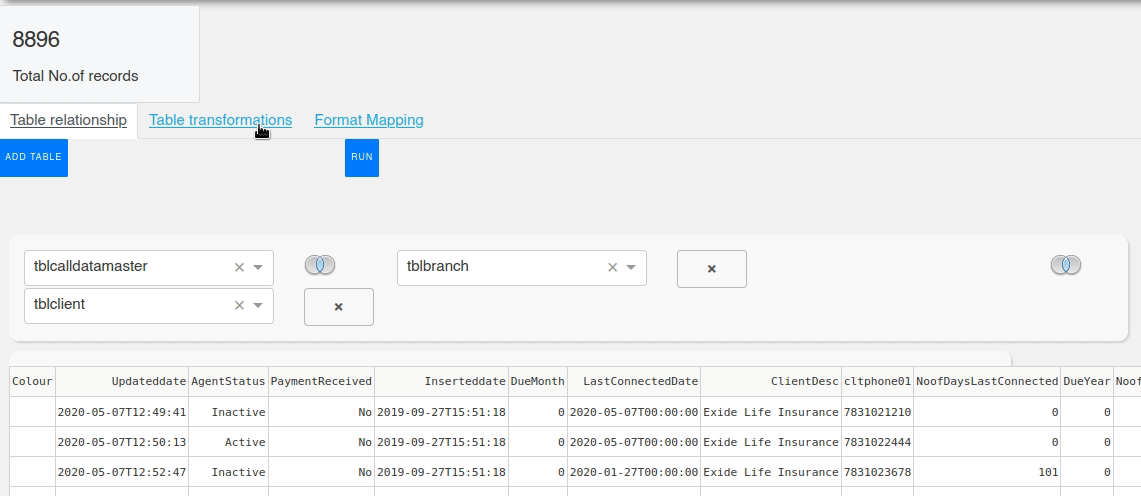 8896
Total No.of records
Table relationship Table transformations Format Mapping
ADD TABLE RUN
tblcalldatamaster × tblbranch × ×
tblclient × ×
Colour Updateddate AgentStatus PaymentReceived Inserteddate DueMonth LastConnectedDate ClientDesc cltphone01 NoofDaysLastConnected DueYear Noof
2020-05-07T12:49:41 Inactive No 2019-09-27T15:51:18 0 2020-05-07T00:00:00 Exide Life Insurance 7831021210 0 0
2020-05-07T12:50:13 Active No 2019-09-27T15:51:18 0 2020-05-07T00:00:00 Exide Life Insurance 7831022444 0 0
2020-05-07T12:52:47 Inactive No 2019-09-27T15:51:18 0 2020-01-27T00:00:00 Exide Life Insurance 7831023678 101 0